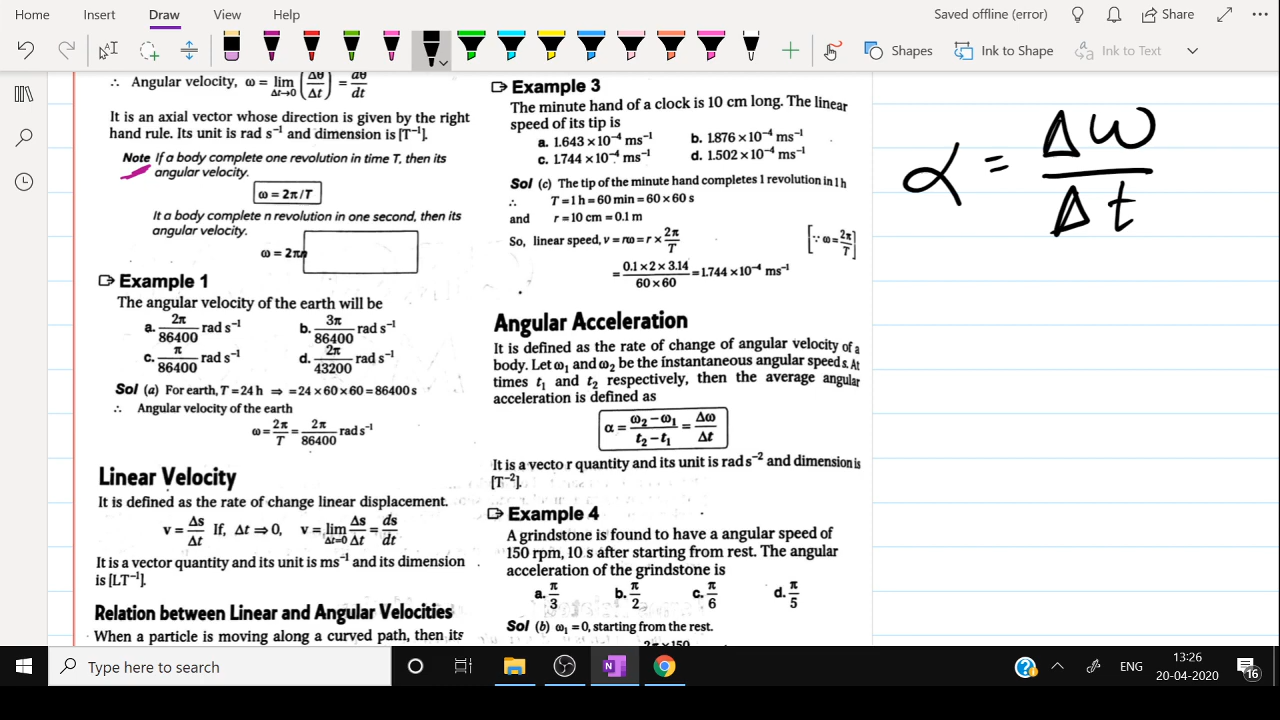 Home Insert Draw View Help
Saved offline (error) Share
Shapes Ink to Shape Ink to Text
∴ Angular velocity, ω = lim Δt→0 (Δθ/Δt) = dθ/dt
It is an axial vector whose direction is given by the right
hand rule. Its unit is rad s⁻¹ and dimension is [T⁻¹].
Note If a body complete one revolution in time T, then its
angular velocity.
ω = 2π/T
It a body complete n revolution in one second, then its
angular velocity.
ω = 2πn
Example 1
The angular velocity of the earth will be
a. 2π/86400 rad s⁻¹ b. 3π/86400 rad s⁻¹
c. π/86400 rad s⁻¹ d. 2π/43200 rad s⁻¹
Sol (a) For earth, T = 24 h ⇒ = 24 × 60 × 60 = 86400 s
∴ Angular velocity of the earth
ω = 2π/T = 2π/86400 rad s⁻¹
Linear Velocity
It is defined as the rate of change linear displacement.
v = Δs/Δt If, Δt ⇒ 0, v = lim Δt=0 Δs/Δt = ds/dt
It is a vector quantity and its unit is ms⁻¹ and its dimension
is [LT⁻¹].
Relation between Linear and Angular Velocities
When a particle is moving along a curved path, then its
Example 3
The minute hand of a clock is 10 cm long. The linear
speed of its tip is
a. 1.643 × 10⁻⁴ ms⁻¹ b. 1.876 × 10⁻⁴ ms⁻¹
c. 1.744 × 10⁻⁴ ms⁻¹ d. 1.502 × 10⁻⁴ ms⁻¹
Sol (c) The tip of the minute hand completes 1 revolution in 1 h
∴ T = 1 h = 60 min = 60 × 60 s
and r = 10 cm = 0.1 m
So, linear speed, v = rω = r × 2π/T [∵ ω = 2π/T]
= 0.1 × 2 × 3.14/60 × 60 = 1.744 × 10⁻⁴ ms⁻¹
Angular Acceleration
It is defined as the rate of change of angular velocity of a
body. Let ω₁ and ω₂ be the instantaneous angular speed s. At
times t₁ and t₂ respectively, then the average angular
acceleration is defined as
α = ω₂ − ω₁/t₂ − t₁ = Δω/Δt
It is a vecto r quantity and its unit is rad s⁻² and dimension is
[T⁻²].
Example 4
A grindstone is found to have a angular speed of
150 rpm, 10 s after starting from rest. The angular
acceleration of the grindstone is
a. π/3 b. π/2 c. π/6 d. π/5
Sol (b) ω₁ = 0, starting from the rest.
α = Δω/Δt
Type here to search
ENG
13:26
20-04-2020
16